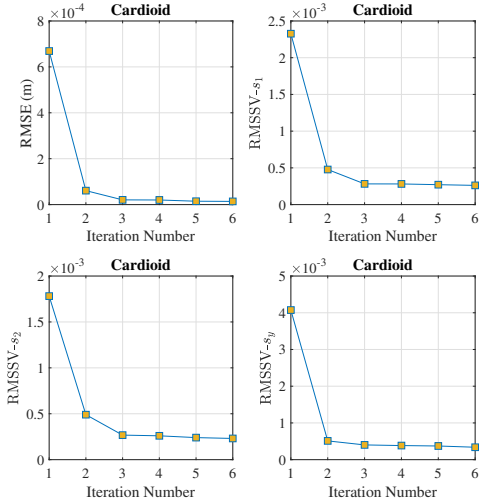 Cardioid
×10⁻⁴
RMSE (m)
8
6
4
2
0
1 2 3 4 5 6
Iteration Number
Cardioid
×10⁻³
RMSSV-s₁
2.5
2
1.5
1
0.5
0
1 2 3 4 5 6
Iteration Number
Cardioid
×10⁻³
RMSSV-s₂
2
1.5
1
0.5
0
1 2 3 4 5 6
Iteration Number
Cardioid
×10⁻³
RMSSV-s_y
5
4
3
2
1
0
1 2 3 4 5 6
Iteration Number